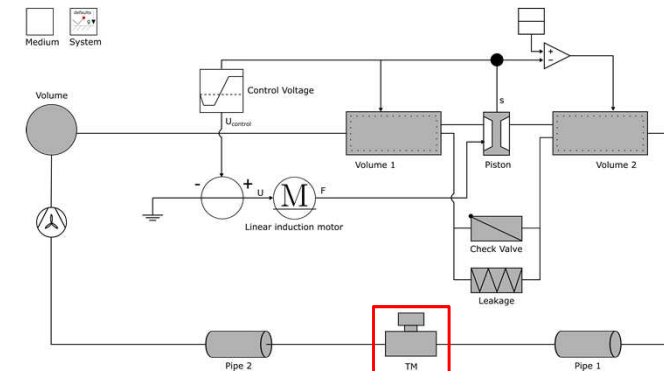 defaults
g
Medium
System
Volume
Control Voltage
Ucontrol
s
+
-
Volume 1
Piston
Volume 2
-
+
U
M
F
Linear induction motor
Check Valve
Leakage
Pipe 2
TM
Pipe 1